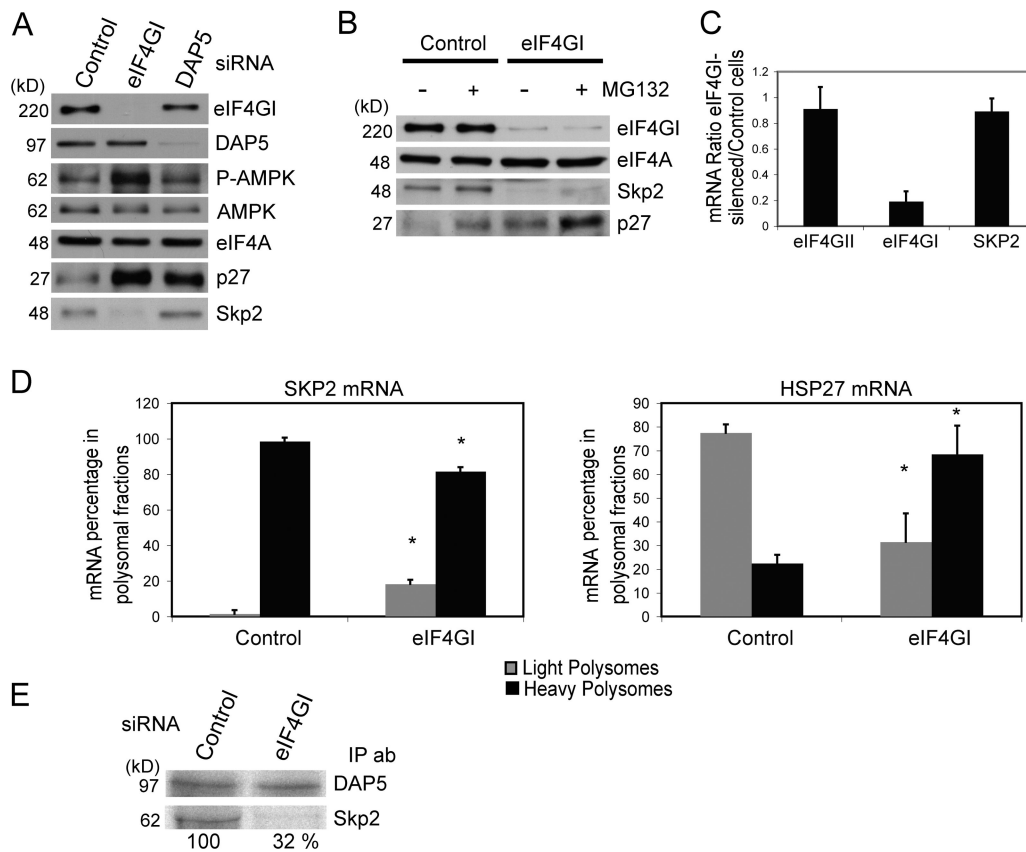 A
Control
eIF4GI
DAP5
siRNA
(kD)
220
eIF4GI
97
DAP5
62
P-AMPK
62
AMPK
48
eIF4A
27
p27
48
Skp2
B
Control
eIF4GI
- + - + MG132
(kD)
220
eIF4GI
48
eIF4A
48
Skp2
27
p27
C
mRNA Ratio eIF4GI-
silenced/Control cells
1.2
1
0.8
0.6
0.4
0.2
0
eIF4GII
eIF4GI
SKP2
D
SKP2 mRNA
mRNA percentage in
polysomal fractions
120
100
80
60
40
20
0
*
*
Control
eIF4GI
HSP27 mRNA
mRNA percentage in
polysomal fractions
90
80
70
60
50
40
30
20
10
0
*
*
Control
eIF4GI
Light Polysomes
Heavy Polysomes
E
siRNA
Control
eIF4GI
IP ab
(kD)
97
DAP5
62
Skp2
100
32 %